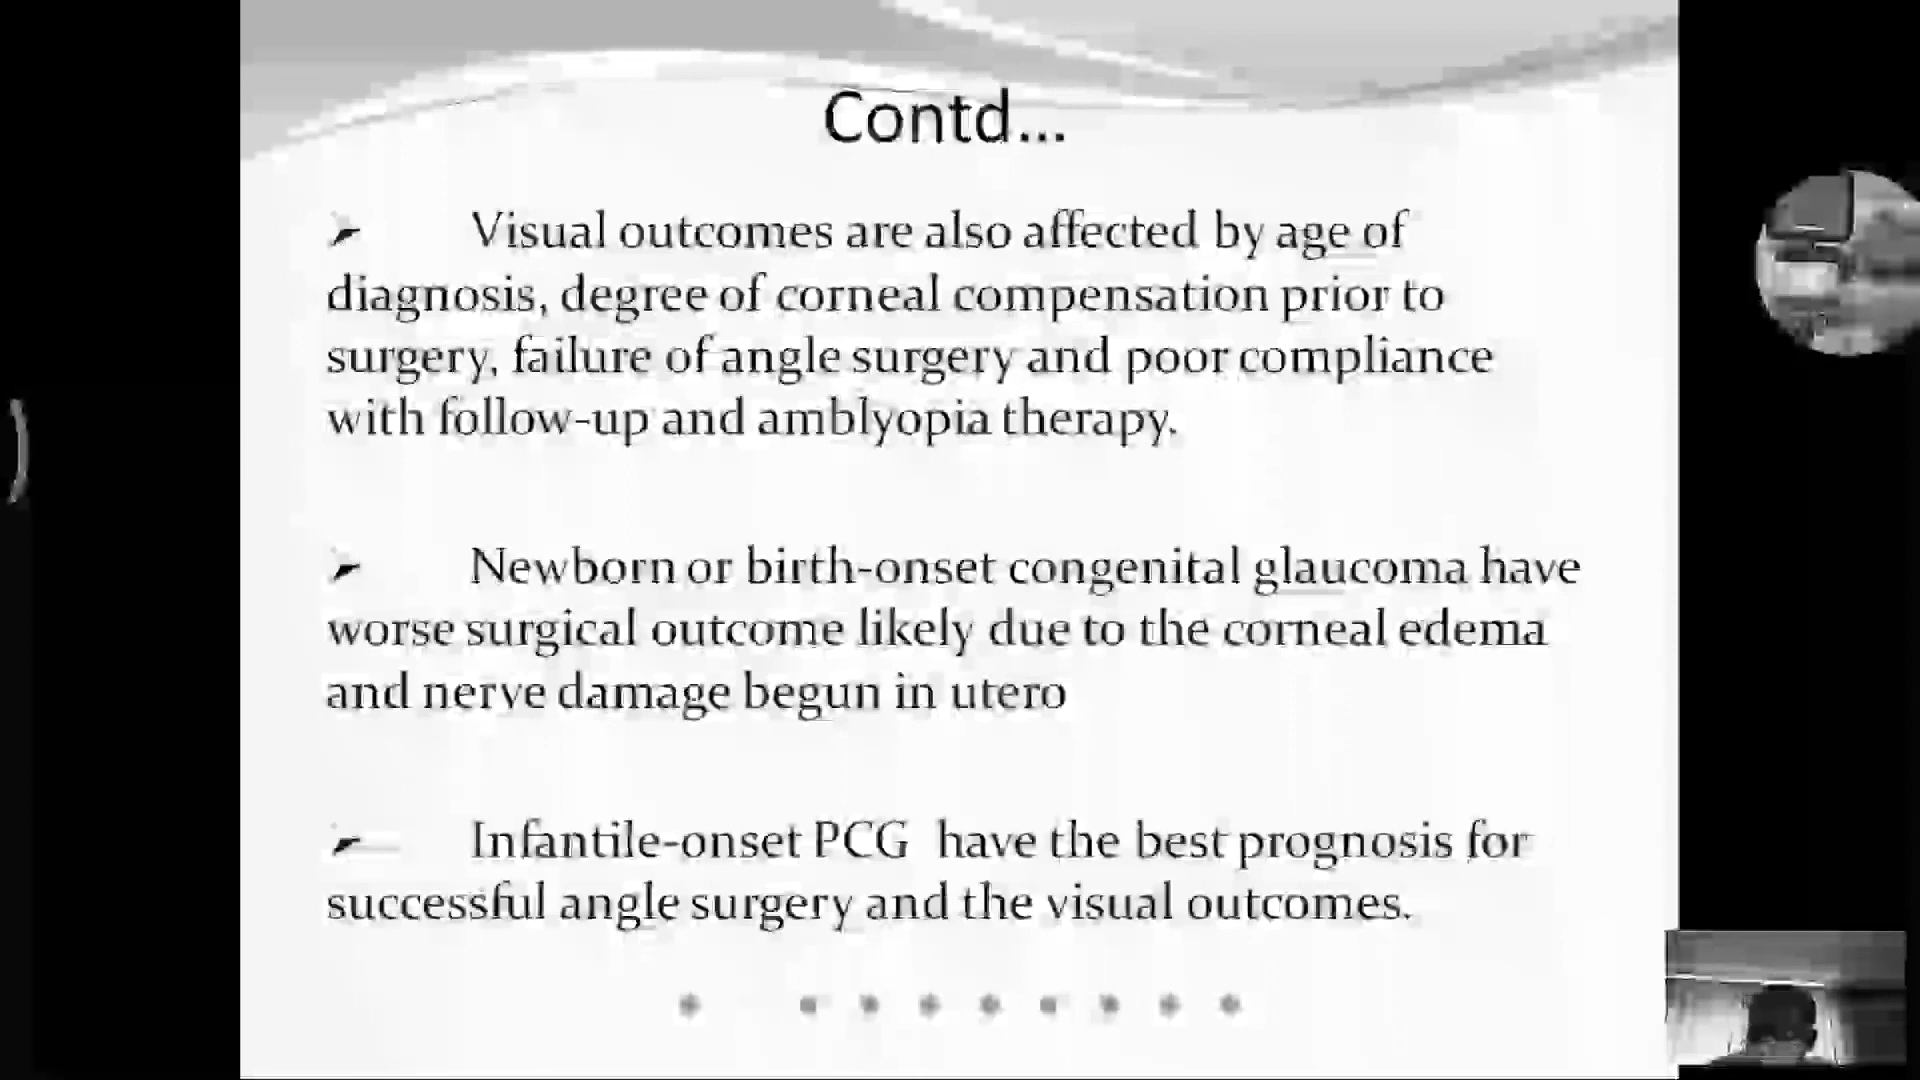 Contd...
➤ Visual outcomes are also affected by age of
diagnosis, degree of corneal compensation prior to
surgery, failure of angle surgery and poor compliance
with follow-up and amblyopia therapy.
➤ Newborn or birth-onset congenital glaucoma have
worse surgical outcome likely due to the corneal edema
and nerve damage begun in utero
➤ Infantile-onset PCG have the best prognosis for
successful angle surgery and the visual outcomes.